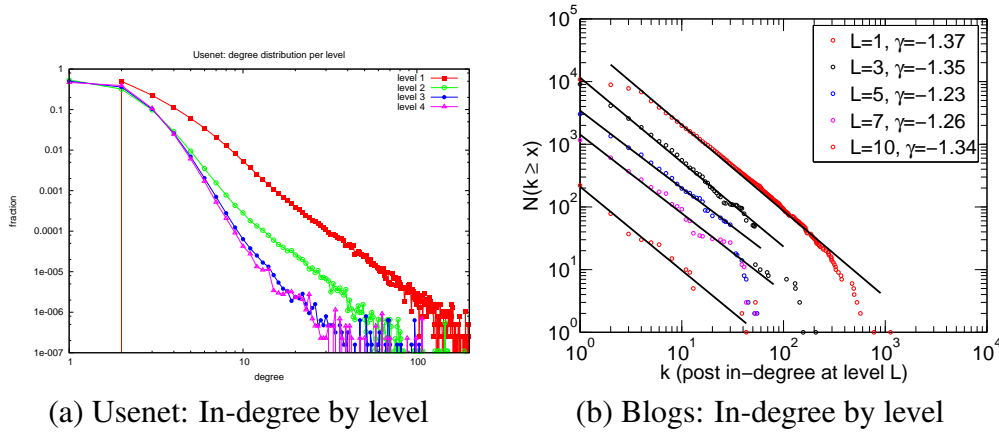 Usenet: degree distribution per level
level 1
level 2
level 3
level 4
1
0.1
0.01
0.001
0.0001
1e-005
1e-006
1e-007
1 10 100
fraction
degree
(a) Usenet: In-degree by level
L=1, γ=−1.37
L=3, γ=−1.35
L=5, γ=−1.23
L=7, γ=−1.26
L=10, γ=−1.34
10^5
10^4
10^3
10^2
10^1
10^0
10^0 10^1 10^2 10^3 10^4
N(k ≥ x)
k (post in−degree at level L)
(b) Blogs: In-degree by level